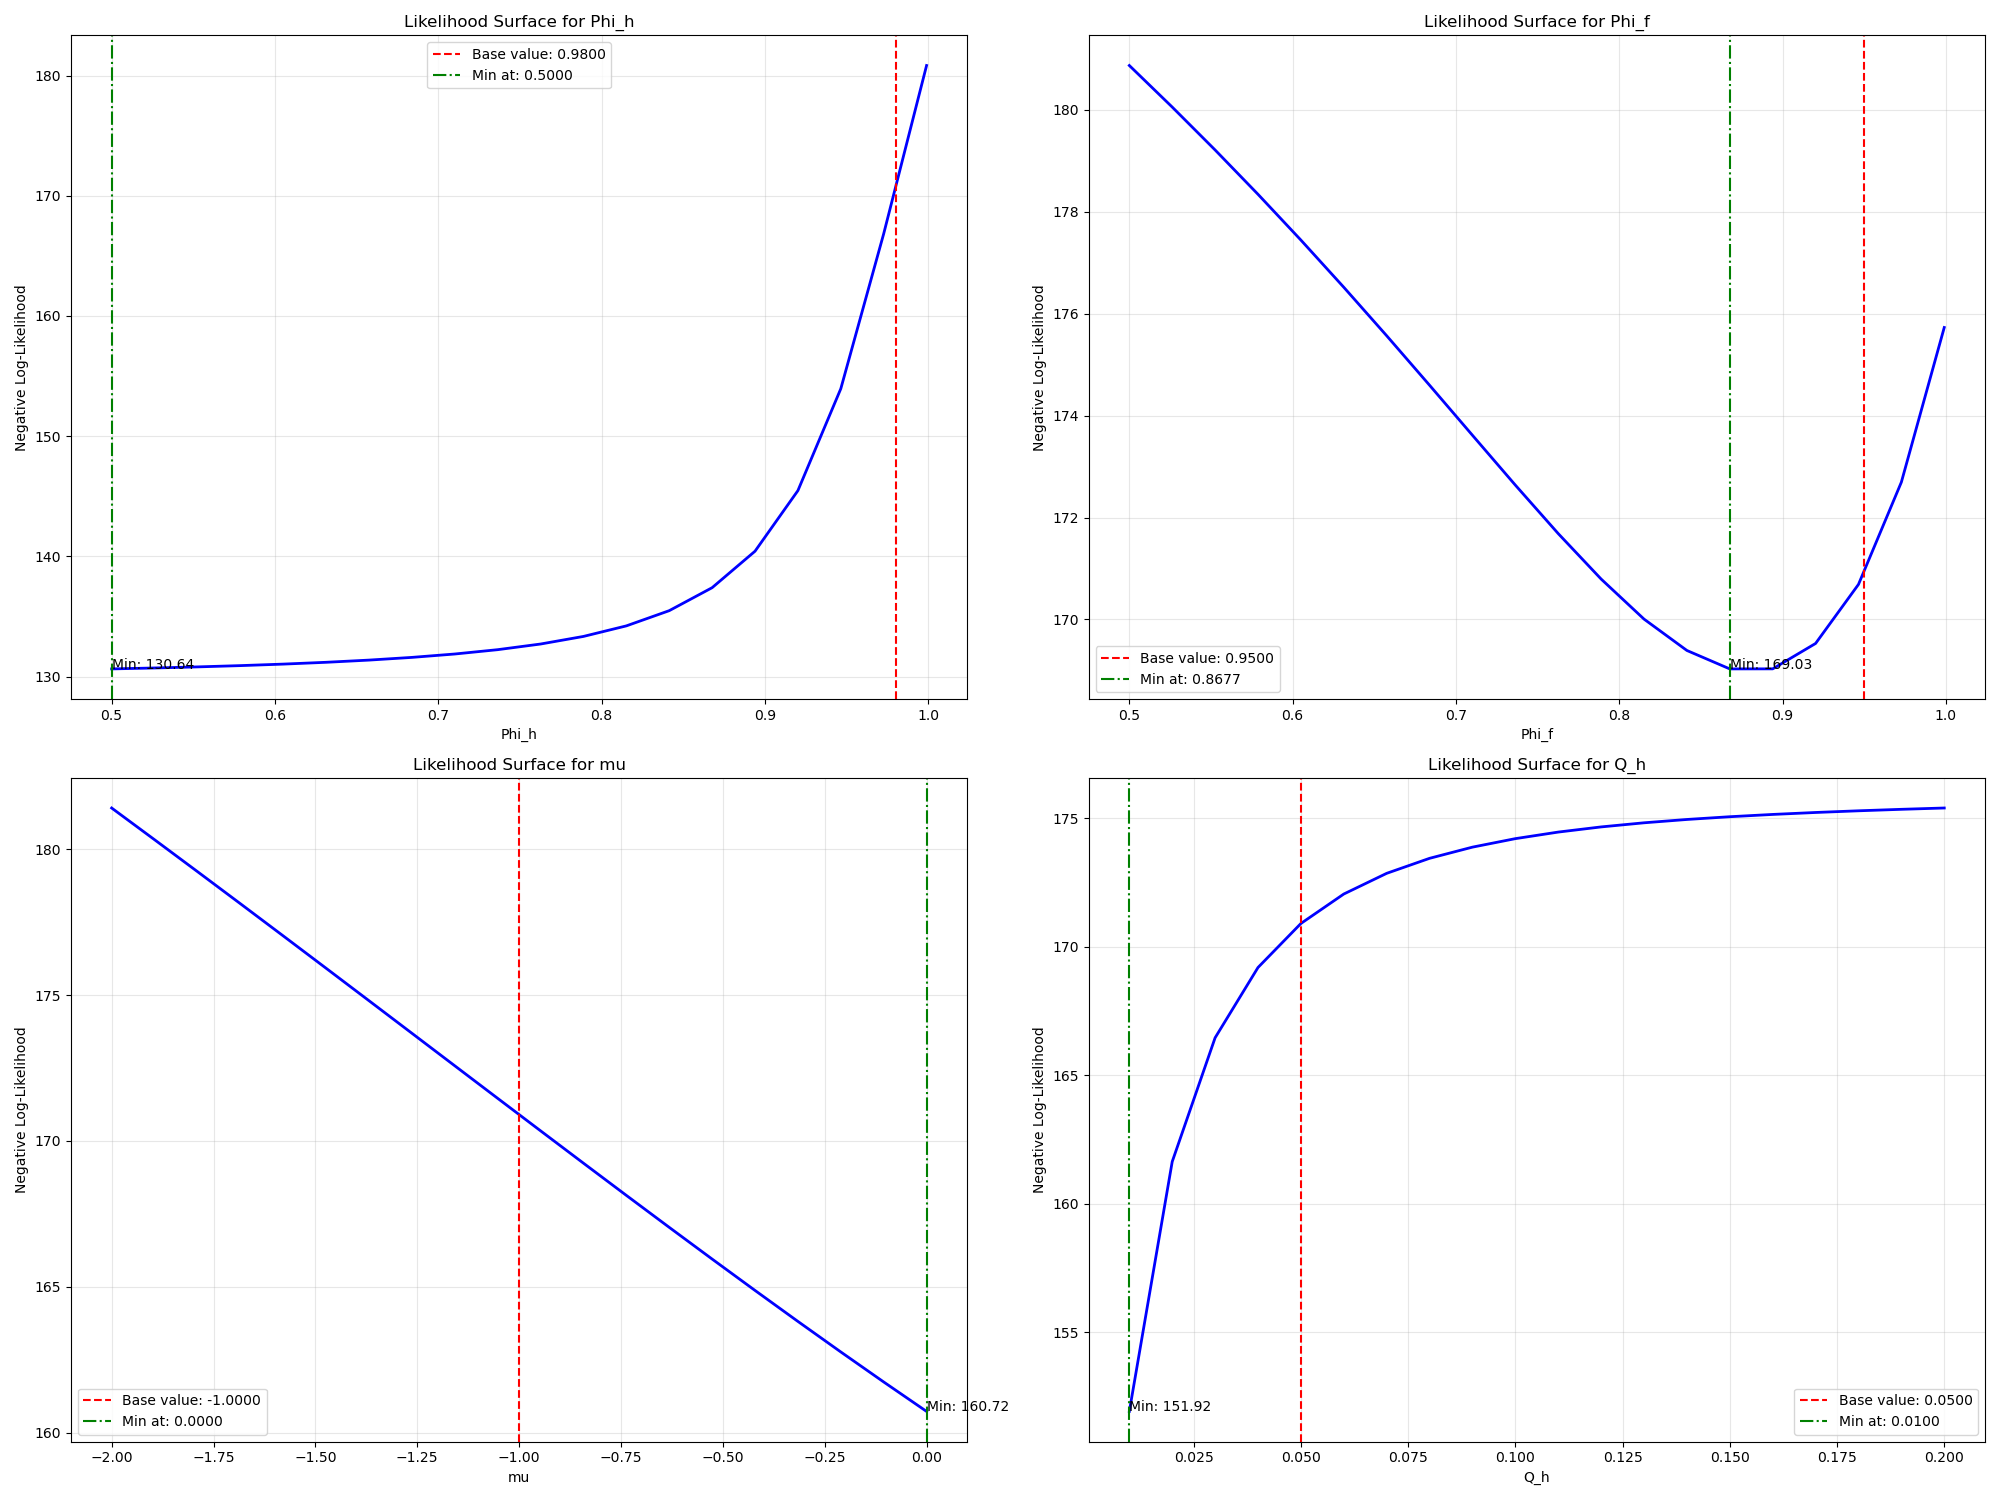 Likelihood Surface for Phi_h
Negative Log-Likelihood
180
170
160
150
140
130
Base value: 0.9800
Min at: 0.5000
Min: 130.64
0.5 0.6 0.7 0.8 0.9 1.0
Phi_h
Likelihood Surface for Phi_f
Negative Log-Likelihood
180
178
176
174
172
170
Base value: 0.9500
Min at: 0.8677
Min: 169.03
0.5 0.6 0.7 0.8 0.9 1.0
Phi_f
Likelihood Surface for mu
Negative Log-Likelihood
180
175
170
165
160
Base value: -1.0000
Min at: 0.0000
Min: 160.72
−2.00 −1.75 −1.50 −1.25 −1.00 −0.75 −0.50 −0.25 0.00
mu
Likelihood Surface for Q_h
Negative Log-Likelihood
175
170
165
160
155
Min: 151.92
Base value: 0.0500
Min at: 0.0100
0.025 0.050 0.075 0.100 0.125 0.150 0.175 0.200
Q_h